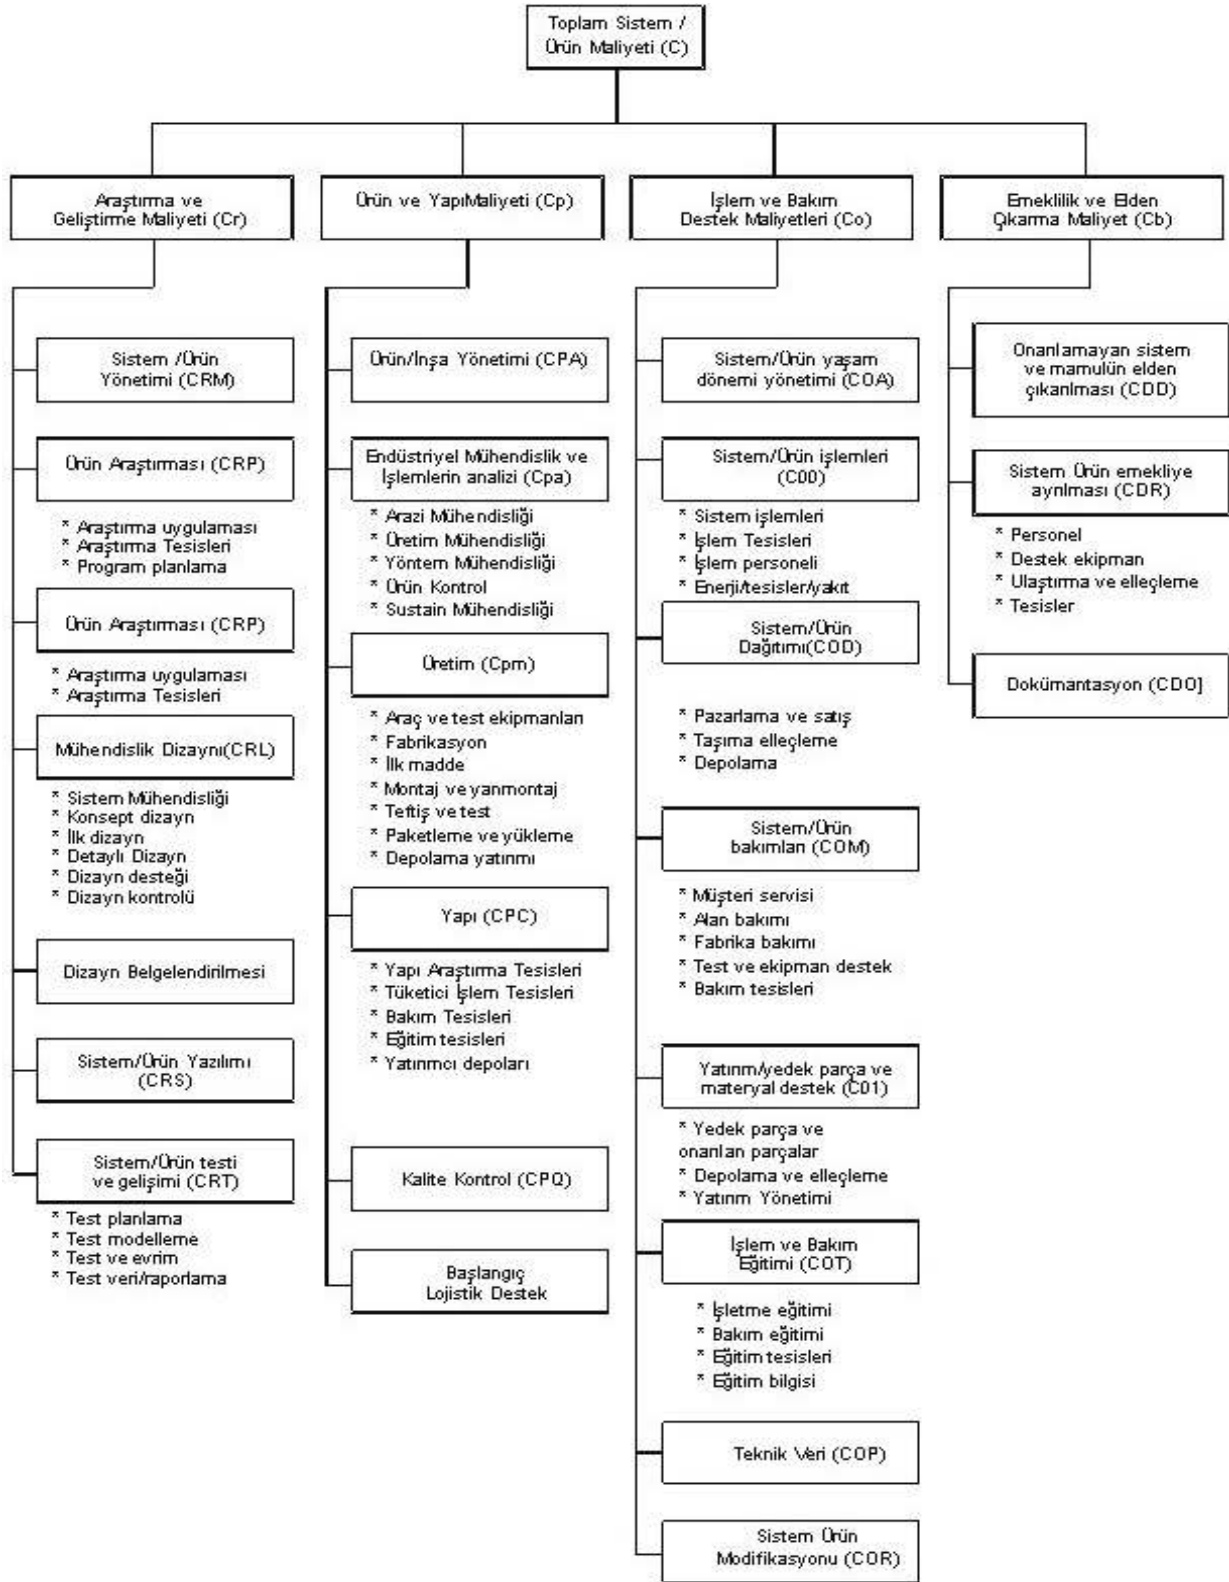 Toplam Sistem /
Ürün Maliyeti (C)
Araştırma ve
Geliştirme Maliyeti (Cr)
Ürün ve YapıMaliyeti (Cp)
İşlem ve Bakım
Destek Maliyetleri (Co)
Emeklilik ve Elden
Çıkarma Maliyet (Cb)
Sistem /Ürün
Yönetimi (CRM)
Ürün Araştırması (CRP)
* Araştırma uygulaması
* Araştırma Tesisleri
* Program planlama
Ürün Araştırması (CRP)
* Araştırma uygulaması
* Araştırma Tesisleri
Mühendislik Dizaynı(CRL)
* Sistem Mühendisliği
* Konsept dizayn
* İlk dizayn
* Detaylı Dizayn
* Dizayn desteği
* Dizayn kontrolü
Dizayn Belgelendirilmesi
Sistem/Ürün Yazılımı
(CRS)
Sistem/Ürün testi
ve gelişimi (CRT)
* Test planlama
* Test modelleme
* Test ve evrim
* Test veri/raporlama
Ürün/İnşa Yönetimi (CPA)
Endüstriyel Mühendislik ve
İşlemlerin analizi (Cpa)
* Arazi Mühendisliği
* Üretim Mühendisliği
* Yöntem Mühendisliği
* Ürün Kontrol
* Sustain Mühendisliği
Üretim (Cpm)
* Araç ve test ekipmanları
* Fabrikasyon
* İlk madde
* Montaj ve yarımontaj
* Teftiş ve test
* Paketleme ve yükleme
* Depolama yatırımı
Yapı (CPC)
* Yapı Araştırma Tesisleri
* Tüketici İşlem Tesisleri
* Bakım Tesisleri
* Eğitim tesisleri
* Yatırımcı depoları
Kalite Kontrol (CPQ)
Başlangıç
Lojistik Destek
Sistem/Ürün yaşam
dönemi yönetimi (COA)
Sistem/Ürün işlemleri
(C00)
* Sistem işlemleri
* İşlem Tesisleri
* İşlem personeli
* Enerji/tesisler/yakıt
Sistem/Ürün
Dağıtımı(COD)
* Pazarlama ve satış
* Taşıma elleçleme
* Depolama
Sistem/Ürün
bakımları (COM)
* Müşteri servisi
* Alan bakımı
* Fabrika bakımı
* Test ve ekipman destek
* Bakım tesisleri
Yatırım/yedek parça ve
materyal destek (C01)
* Yedek parça ve
onarılan parçalar
* Depolama ve elleçleme
* Yatırım Yönetimi
İşlem ve Bakım
Eğitimi (COT)
* İşletme eğitimi
* Bakım eğitimi
* Eğitim tesisleri
* Eğitim bilgisi
Teknik Veri (COP)
Sistem Ürün
Modifikasyonu (COR)
Onarılamayan sistem
ve mamulün elden
çıkarılması (CDD)
Sistem Ürün emekliye
ayrılması (CDR)
* Personel
* Destek ekipman
* Ulaştırma ve elleçleme
* Tesisler
Dokümantasyon (CDO]